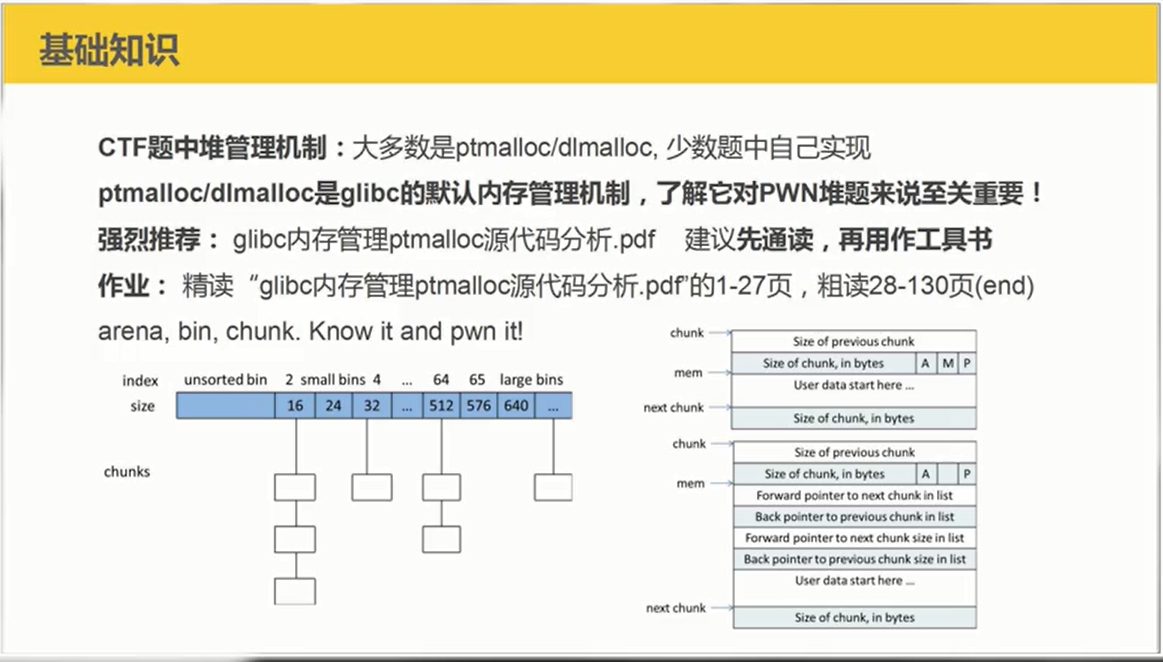 基础知识
CTF题中堆管理机制：大多数是ptmalloc/dlmalloc, 少数题中自己实现
ptmalloc/dlmalloc是glibc的默认内存管理机制，了解它对PWN堆题来说至关重要！
强烈推荐： glibc内存管理ptmalloc源代码分析.pdf 建议先通读，再用作工具书
作业： 精读“glibc内存管理ptmalloc源代码分析.pdf”的1-27页，粗读28-130页(end)
arena, bin, chunk. Know it and pwn it!
index unsorted bin 2 small bins 4 ... 64 65 large bins
size 16 24 32 ... 512 576 640 ...
chunks
chunk Size of previous chunk
Size of chunk, in bytes A M P
mem User data start here ...
next chunk Size of chunk, in bytes
chunk Size of previous chunk
Size of chunk, in bytes A P
mem Forward pointer to next chunk in list
Back pointer to previous chunk in list
Forward pointer to next chunk size in list
Back pointer to previous chunk size in list
User data start here ...
next chunk Size of chunk, in bytes